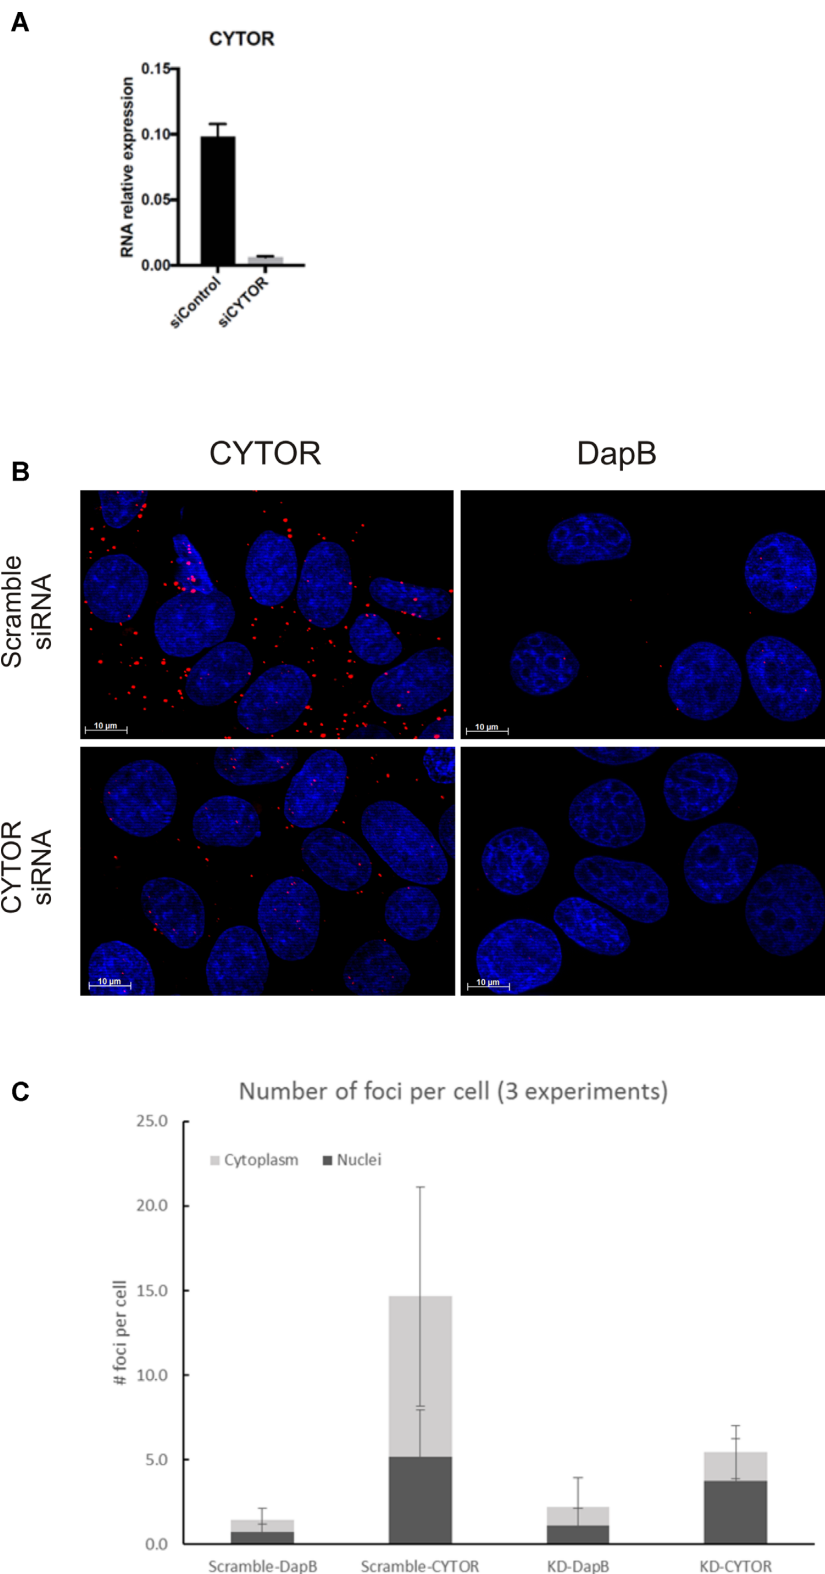 A
CYTOR
0.15
0.10
0.05
0.00
RNA relative expression
siControl
siCYTOR
B
CYTOR
DapB
Scramble
siRNA
10 µm
10 µm
CYTOR
siRNA
10 µm
10 µm
C
Number of foci per cell (3 experiments)
25.0
20.0
15.0
10.0
5.0
0.0
# foci per cell
Cytoplasm
Nuclei
Scramble-DapB
Scramble-CYTOR
KD-DapB
KD-CYTOR